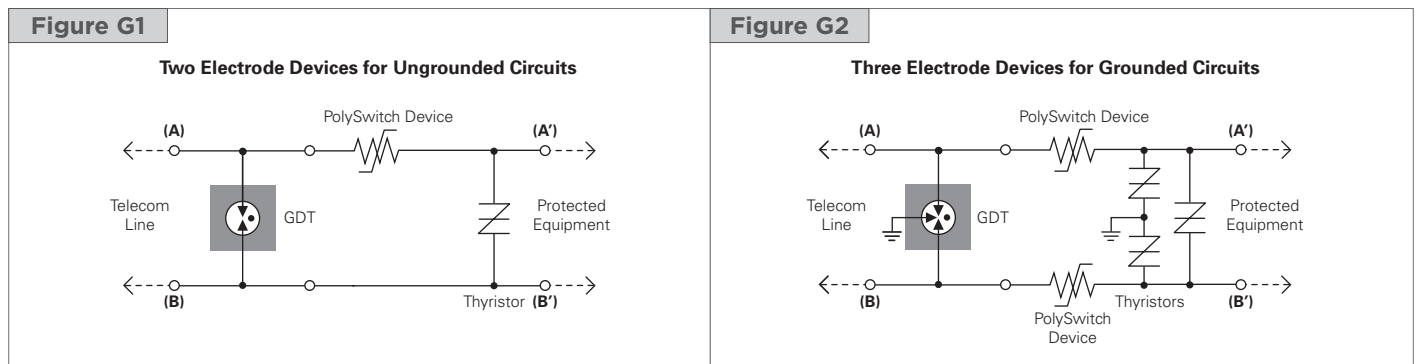 Figure G1
Two Electrode Devices for Ungrounded Circuits
PolySwitch Device
(A)
(A')
Telecom
Line
GDT
Protected
Equipment
(B)
Thyristor
(B')
Figure G2
Three Electrode Devices for Grounded Circuits
PolySwitch Device
(A)
(A')
Telecom
Line
GDT
Protected
Equipment
(B)
Thyristors
(B')
PolySwitch
Device